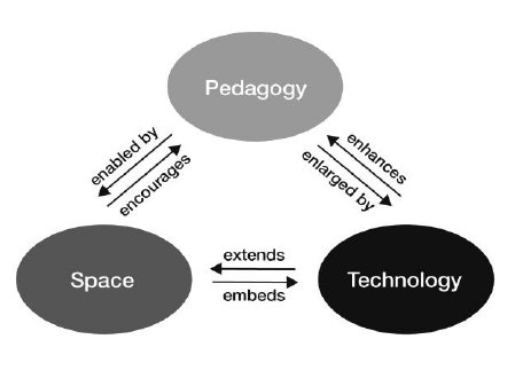 Pedagogy
enabled by
encourages
enhances
enlarged by
Space
extends
embeds
Technology